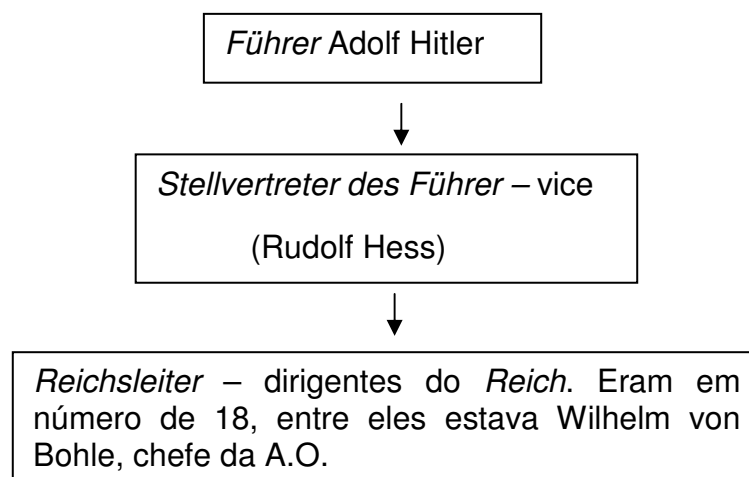 Führer Adolf Hitler
Stellvertreter des Führer – vice
(Rudolf Hess)
Reichsleiter – dirigentes do Reich. Eram em
número de 18, entre eles estava Wilhelm von
Bohle, chefe da A.O.